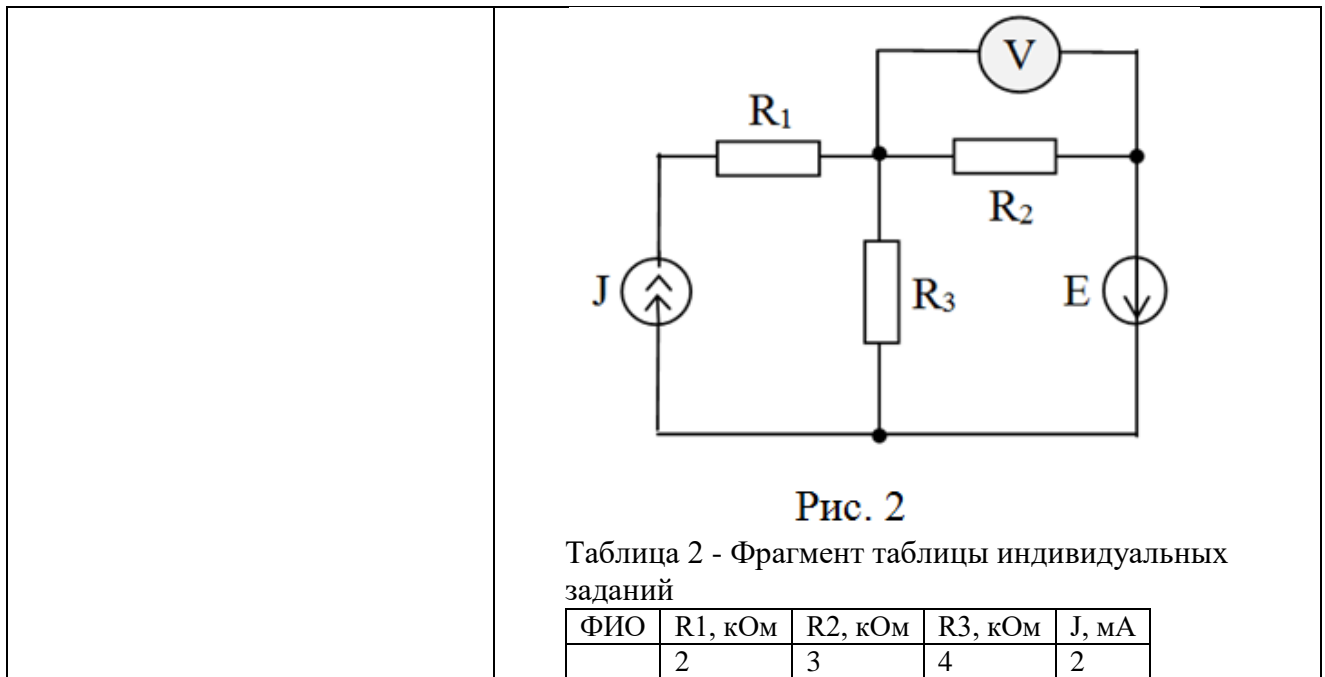 V
R₁
R₂
J
R₃
E
Рис. 2
Таблица 2 - Фрагмент таблицы индивидуальных
заданий
ФИО R1, кОм R2, кОм R3, кОм J, мА
2 3 4 2